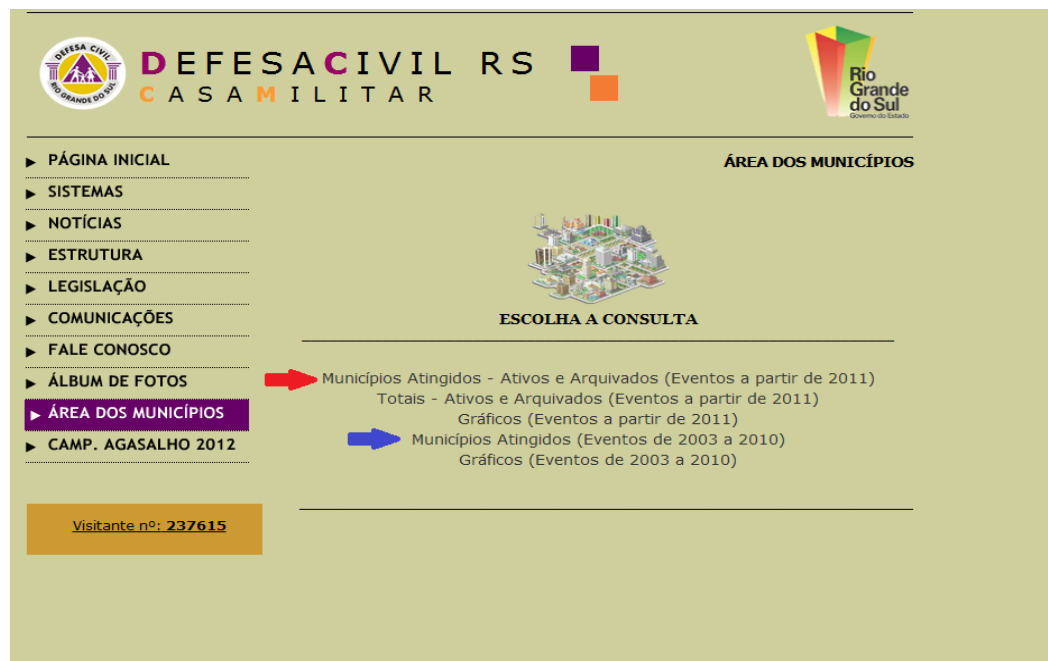 DEFESA CIVIL
RIO GRANDE DO SUL
DEFESACIVIL RS
CASAMILITAR
Rio
Grande
do Sul
Governo do Estado
PÁGINA INICIAL
SISTEMAS
NOTÍCIAS
ESTRUTURA
LEGISLAÇÃO
COMUNICAÇÕES
FALE CONOSCO
ÁLBUM DE FOTOS
ÁREA DOS MUNICÍPIOS
CAMP. AGASALHO 2012
Visitante nº: 237615
ÁREA DOS MUNICÍPIOS
ESCOLHA A CONSULTA
Municípios Atingidos - Ativos e Arquivados (Eventos a partir de 2011)
Totais - Ativos e Arquivados (Eventos a partir de 2011)
Gráficos (Eventos a partir de 2011)
Municípios Atingidos (Eventos de 2003 a 2010)
Gráficos (Eventos de 2003 a 2010)